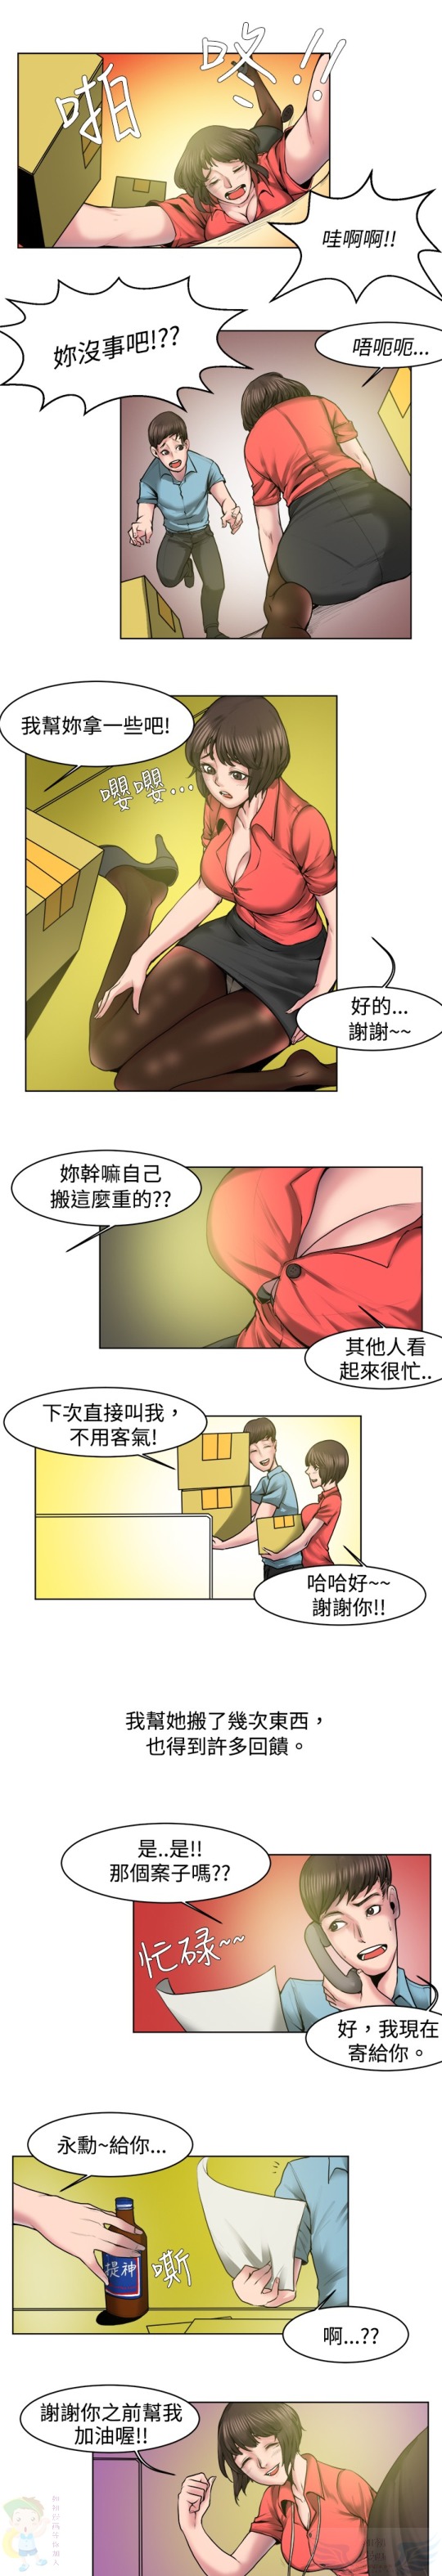 啪
咚!!
哇啊啊!!
妳沒事吧!??
唔呃呃...
我幫妳拿一些吧!
嚶嚶...
好的...
謝謝~~
妳幹嘛自己
搬這麼重的??
其他人看
起來很忙..
下次直接叫我，
不用客氣!
哈哈好~~
謝謝你!!
我幫她搬了幾次東西，
也得到許多回饋。
是..是!!
那個案子嗎??
忙碌~~
好，我現在
寄給你。
永勳~給你...
提神
嘶
啊...??
謝謝你之前幫我
加油喔!!